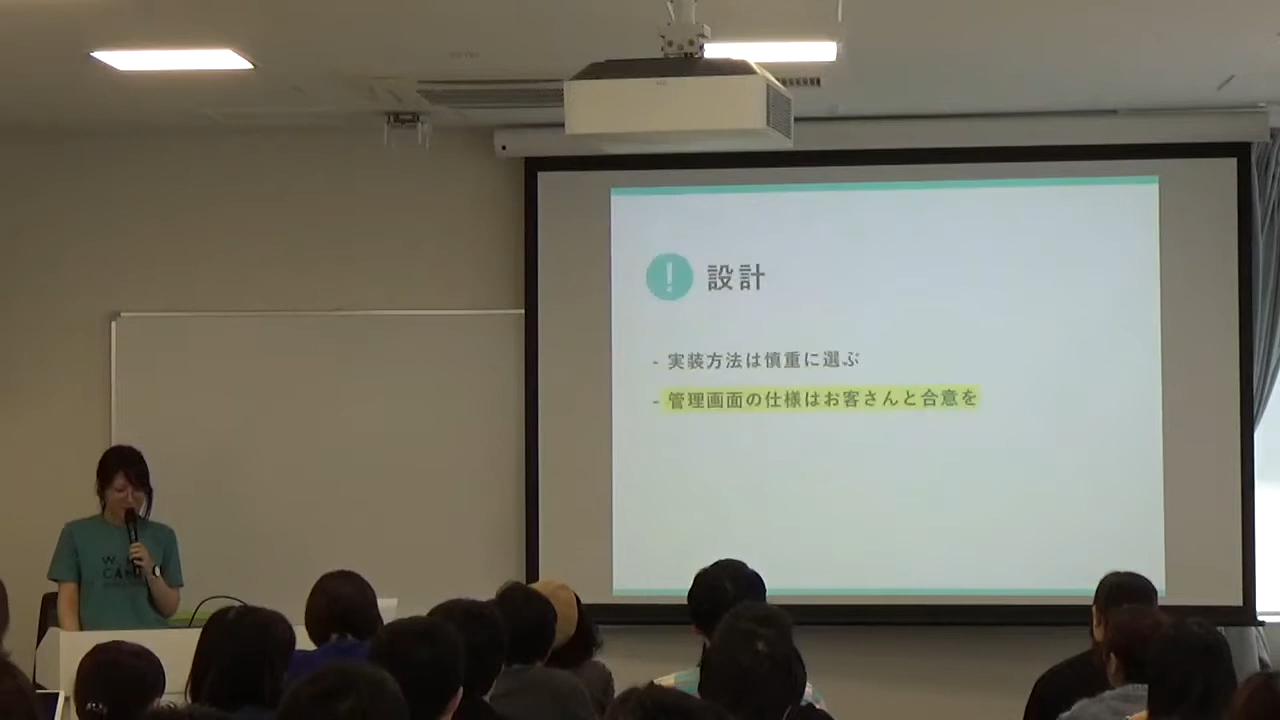 !
設計
- 実装方法は慎重に選ぶ
- 管理画面の仕様はお客さんと合意を